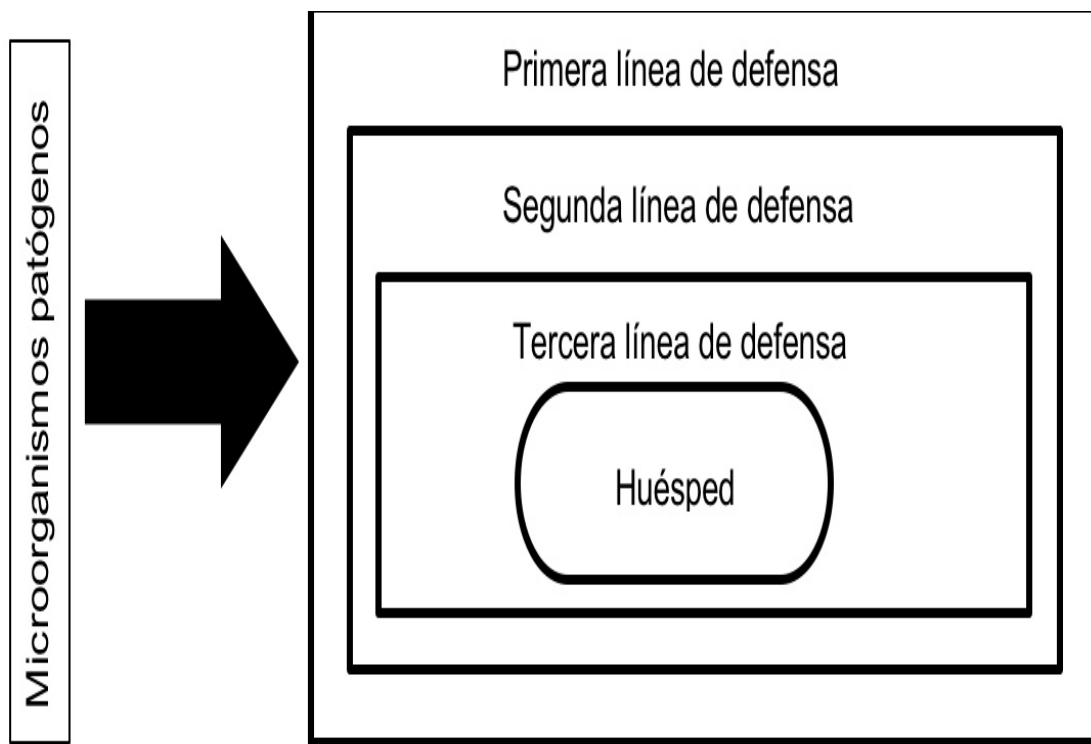 Microorganismos patógenos
Primera línea de defensa
Segunda línea de defensa
Tercera línea de defensa
Huésped